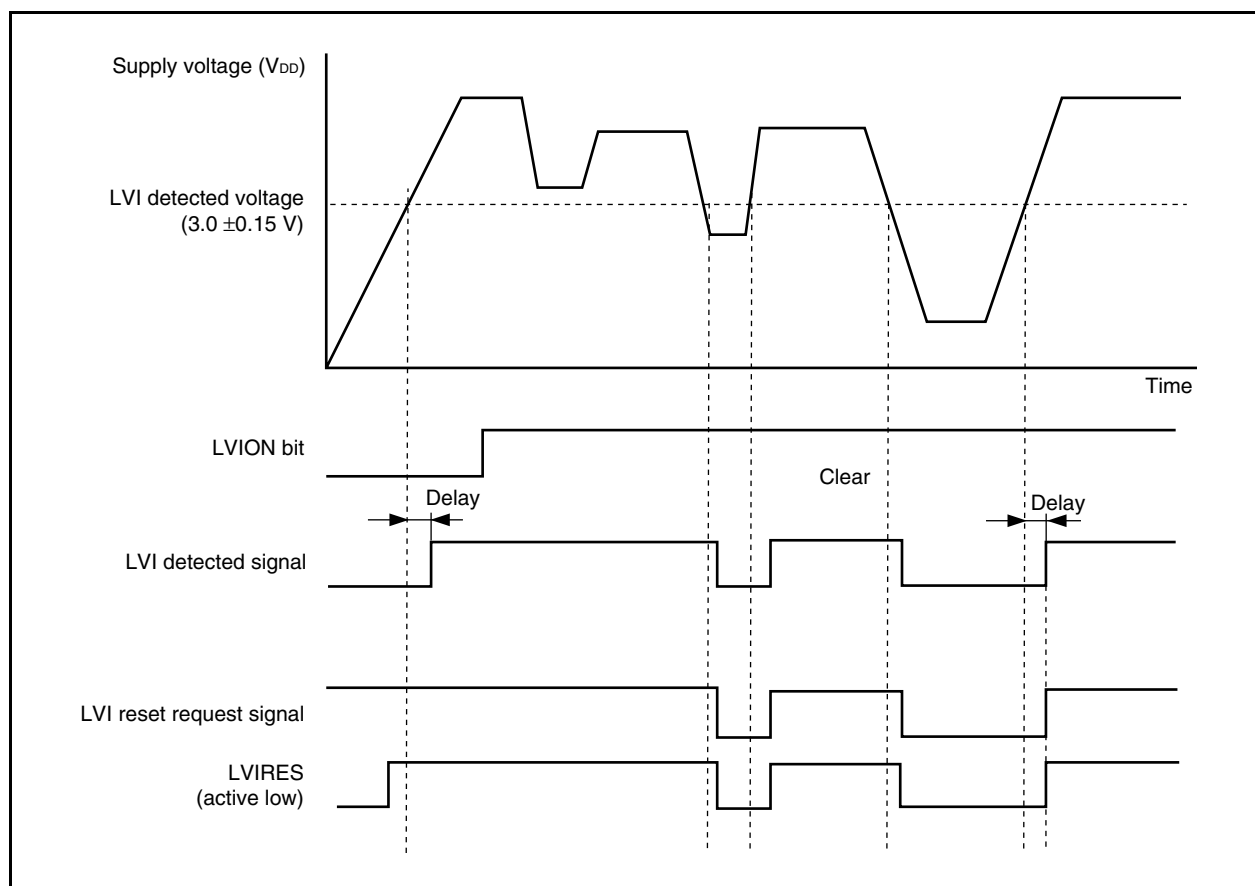 Supply voltage (VDD)
LVI detected voltage
(3.0 ±0.15 V)
Time
LVION bit
Clear
Delay
Delay
LVI detected signal
LVI reset request signal
LVIRES
(active low)